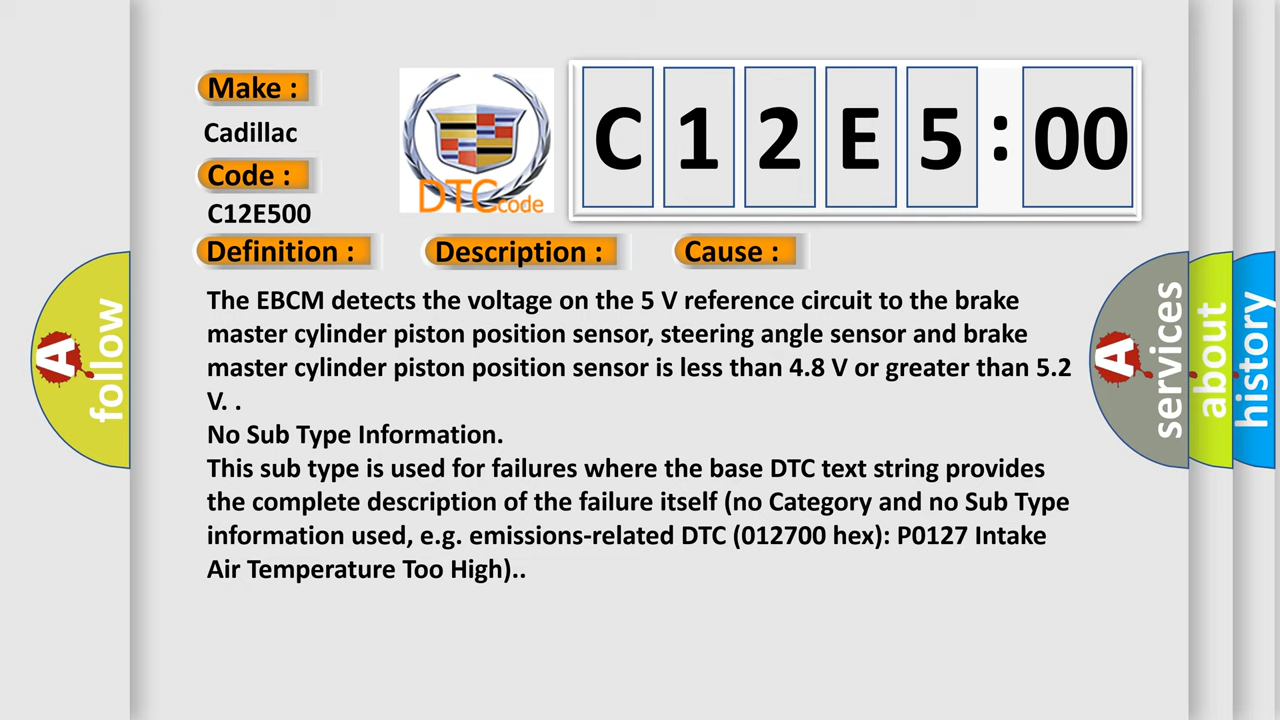 Make :
Cadillac
Code :
C12E500
DTCcode
C12E5:00
Definition :
Description :
Cause :
The EBCM detects the voltage on the 5 V reference circuit to the brake
master cylinder piston position sensor, steering angle sensor and brake
master cylinder piston position sensor is less than 4.8 V or greater than 5.2
V. .
No Sub Type Information.
This sub type is used for failures where the base DTC text string provides
the complete description of the failure itself (no Category and no Sub Type
information used, e.g. emissions-related DTC (012700 hex): P0127 Intake
Air Temperature Too High)..
A
follow
A
services
about
history